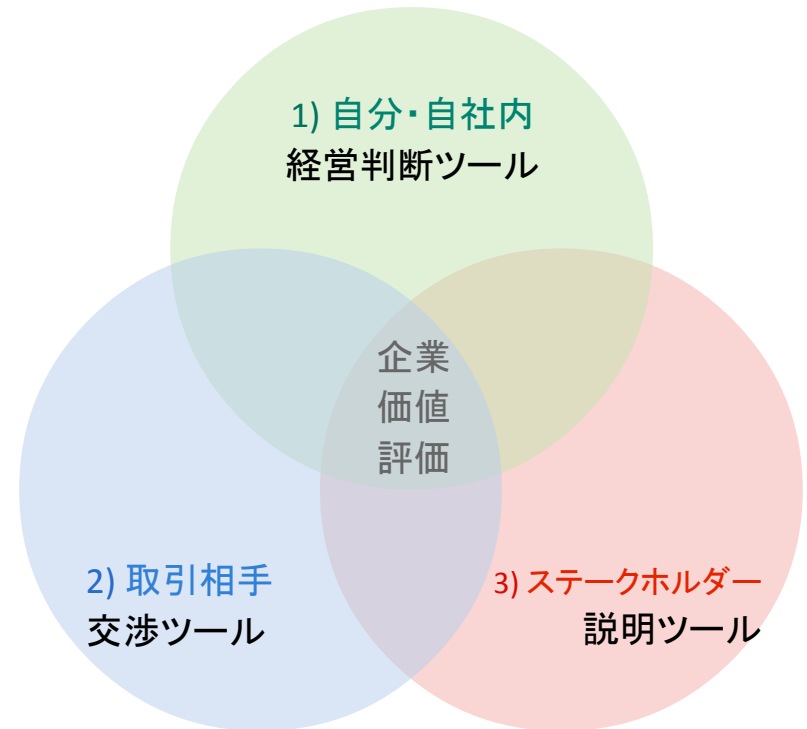 1) 自分・自社内
経営判断ツール
企業
価値
評価
2) 取引相手
交渉ツール
3) ステークホルダー
説明ツール